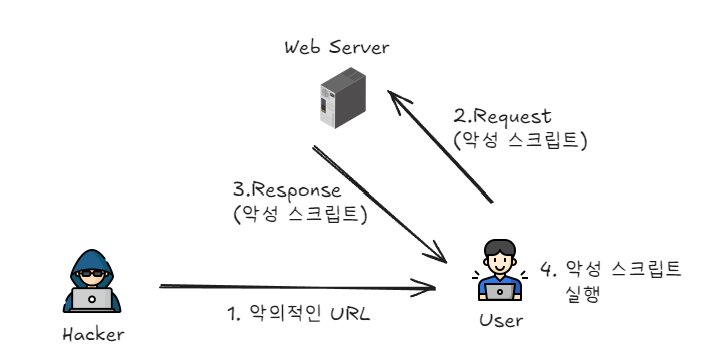 Web Server
2.Request
(악성 스크립트)
3.Response
(악성 스크립트)
4. 악성 스크립트
실행
1. 악의적인 URL
User
Hacker